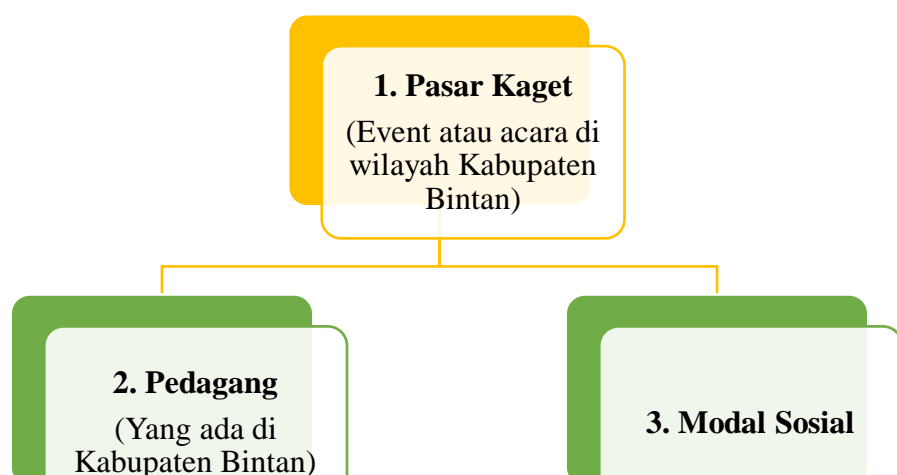 1. Pasar Kaget
(Event atau acara di
wilayah Kabupaten
Bintan)
2. Pedagang
(Yang ada di
Kabupaten Bintan)
3. Modal Sosial